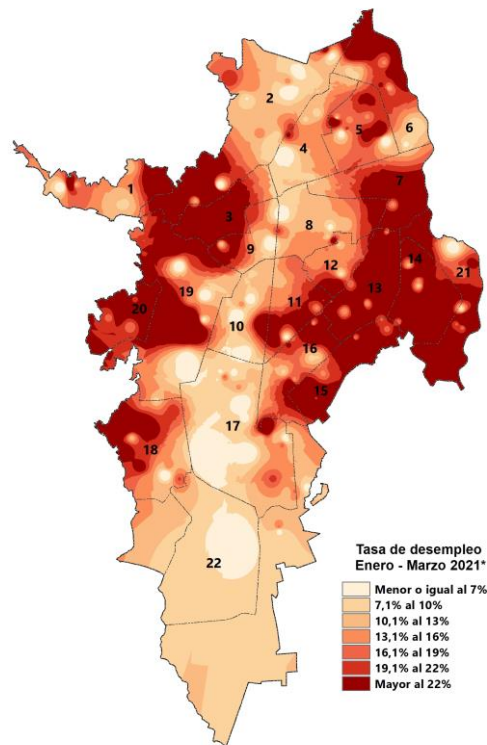 2
6
5
4
7
1
3
8
9
12
14
13
21
19
20
11
10
16
15
17
18
22
Tasa de desempleo
Enero - Marzo 2021*
Menor o igual al 7%
7,1% al 10%
10,1% al 13%
13,1% al 16%
16,1% al 19%
19,1% al 22%
Mayor al 22%